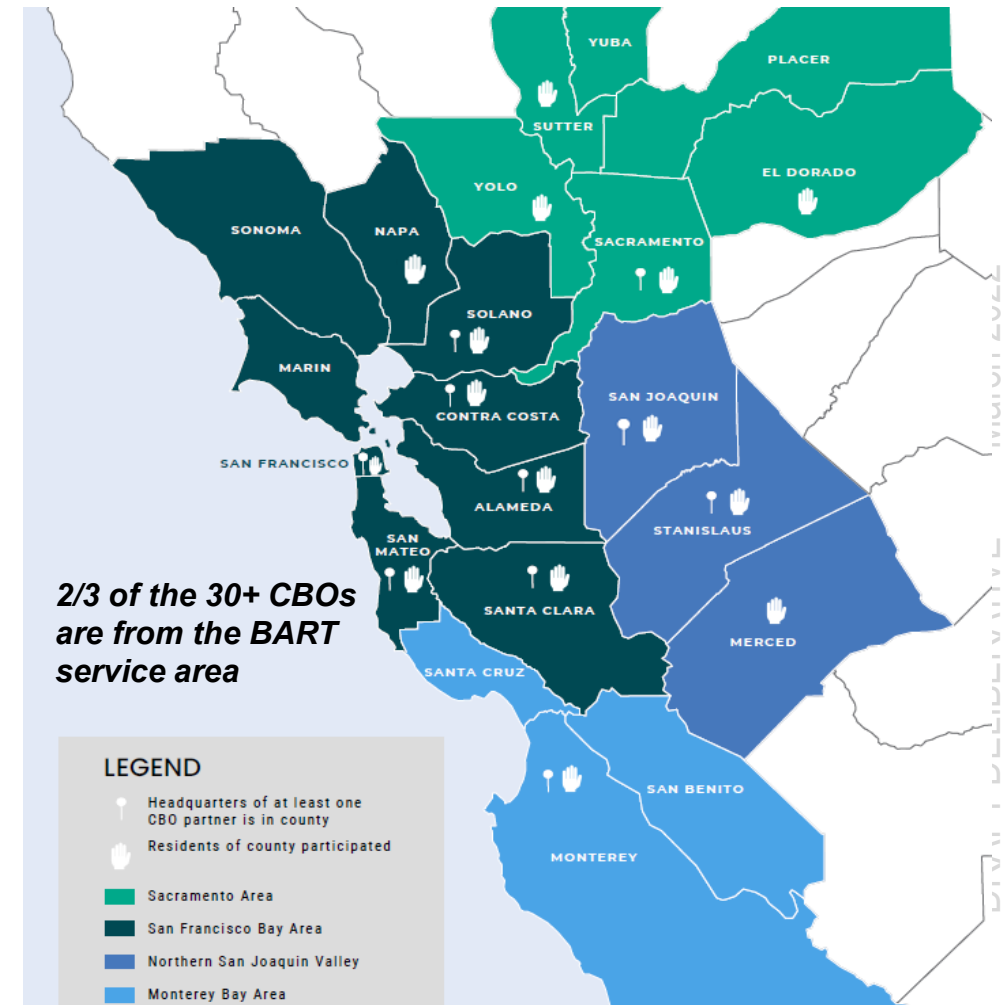 YUBA
PLACER
SUTTER
EL DORADO
YOLO
SONOMA
NAPA
SACRAMENTO
SOLANO
MARIN
SAN JOAQUIN
CONTRA COSTA
SAN FRANCISCO
ALAMEDA
STANISLAUS
SAN
MATEO
2/3 of the 30+ CBOs
are from the BART
service area
SANTA CLARA
MERCED
SANTA CRUZ
SAN BENITO
MONTEREY
LEGEND
Headquarters of at least one
CBO partner is in county
Residents of county participated
Sacramento Area
San Francisco Bay Area
Northern San Joaquin Valley
Monterey Bay Area
March 2022